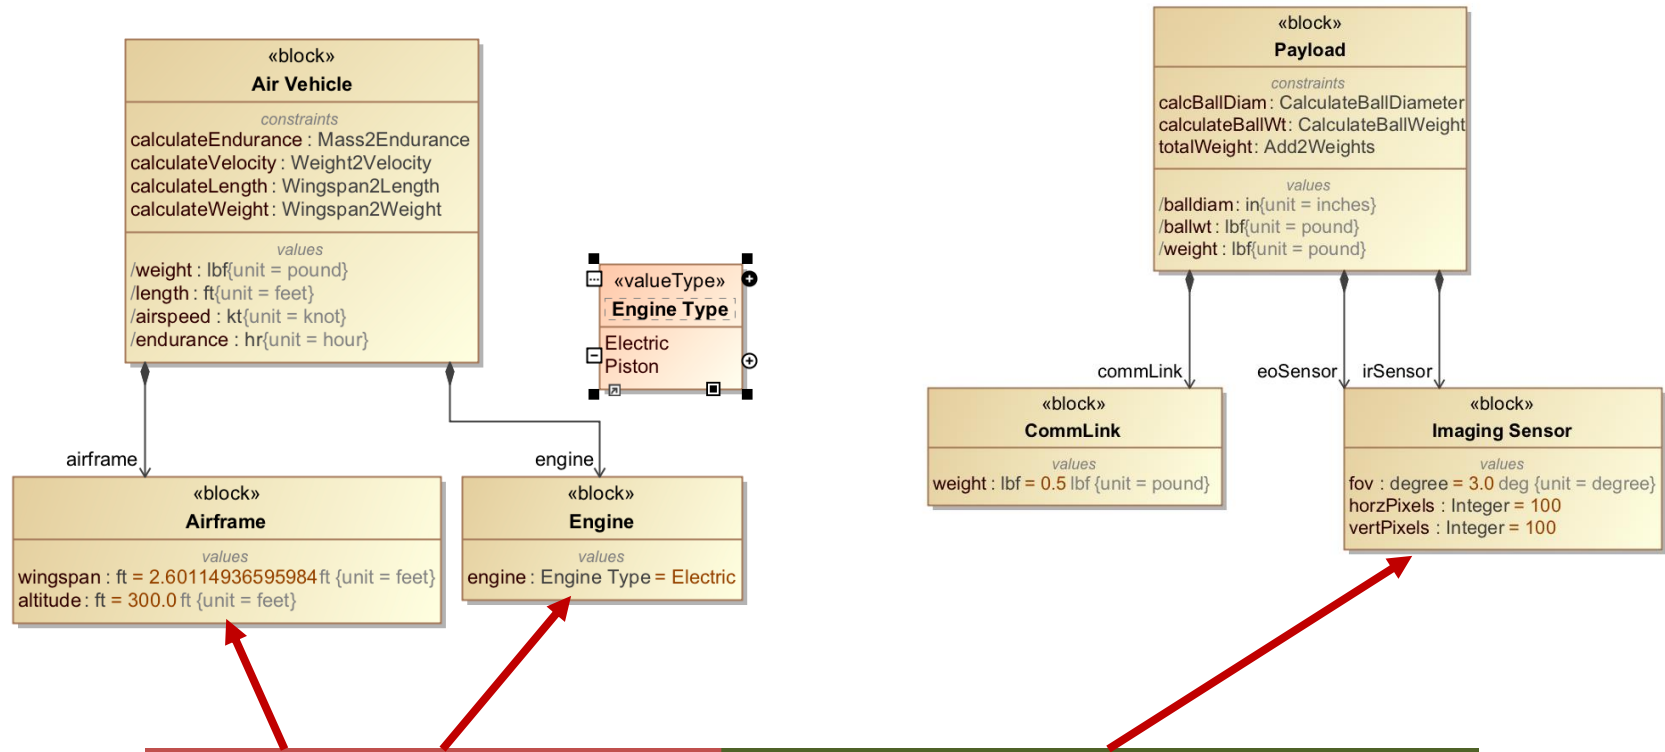 «block»
Air Vehicle
constraints
calculateEndurance : Mass2Endurance
calculateVelocity : Weight2Velocity
calculateLength : Wingspan2Length
calculateWeight : Wingspan2Weight
values
/weight : lbf{unit = pound}
/length : ft{unit = feet}
/airspeed : kt{unit = knot}
/endurance : hr{unit = hour}
«valueType»
Engine Type
Electric
Piston
airframe
engine
«block»
Airframe
values
wingspan : ft = 2.60114936595984 ft {unit = feet}
altitude : ft = 300.0 ft {unit = feet}
«block»
Engine
values
engine : Engine Type = Electric
«block»
Payload
constraints
calcBallDiam : CalculateBallDiameter
calculateBallWt : CalculateBallWeight
totalWeight : Add2Weights
values
/balldiam : in{unit = inches}
/ballwt : lbf{unit = pound}
/weight : lbf{unit = pound}
commLink
eoSensor
irSensor
«block»
CommLink
values
weight : lbf = 0.5 lbf {unit = pound}
«block»
Imaging Sensor
values
fov : degree = 3.0 deg {unit = degree}
horzPixels : Integer = 100
vertPixels : Integer = 100